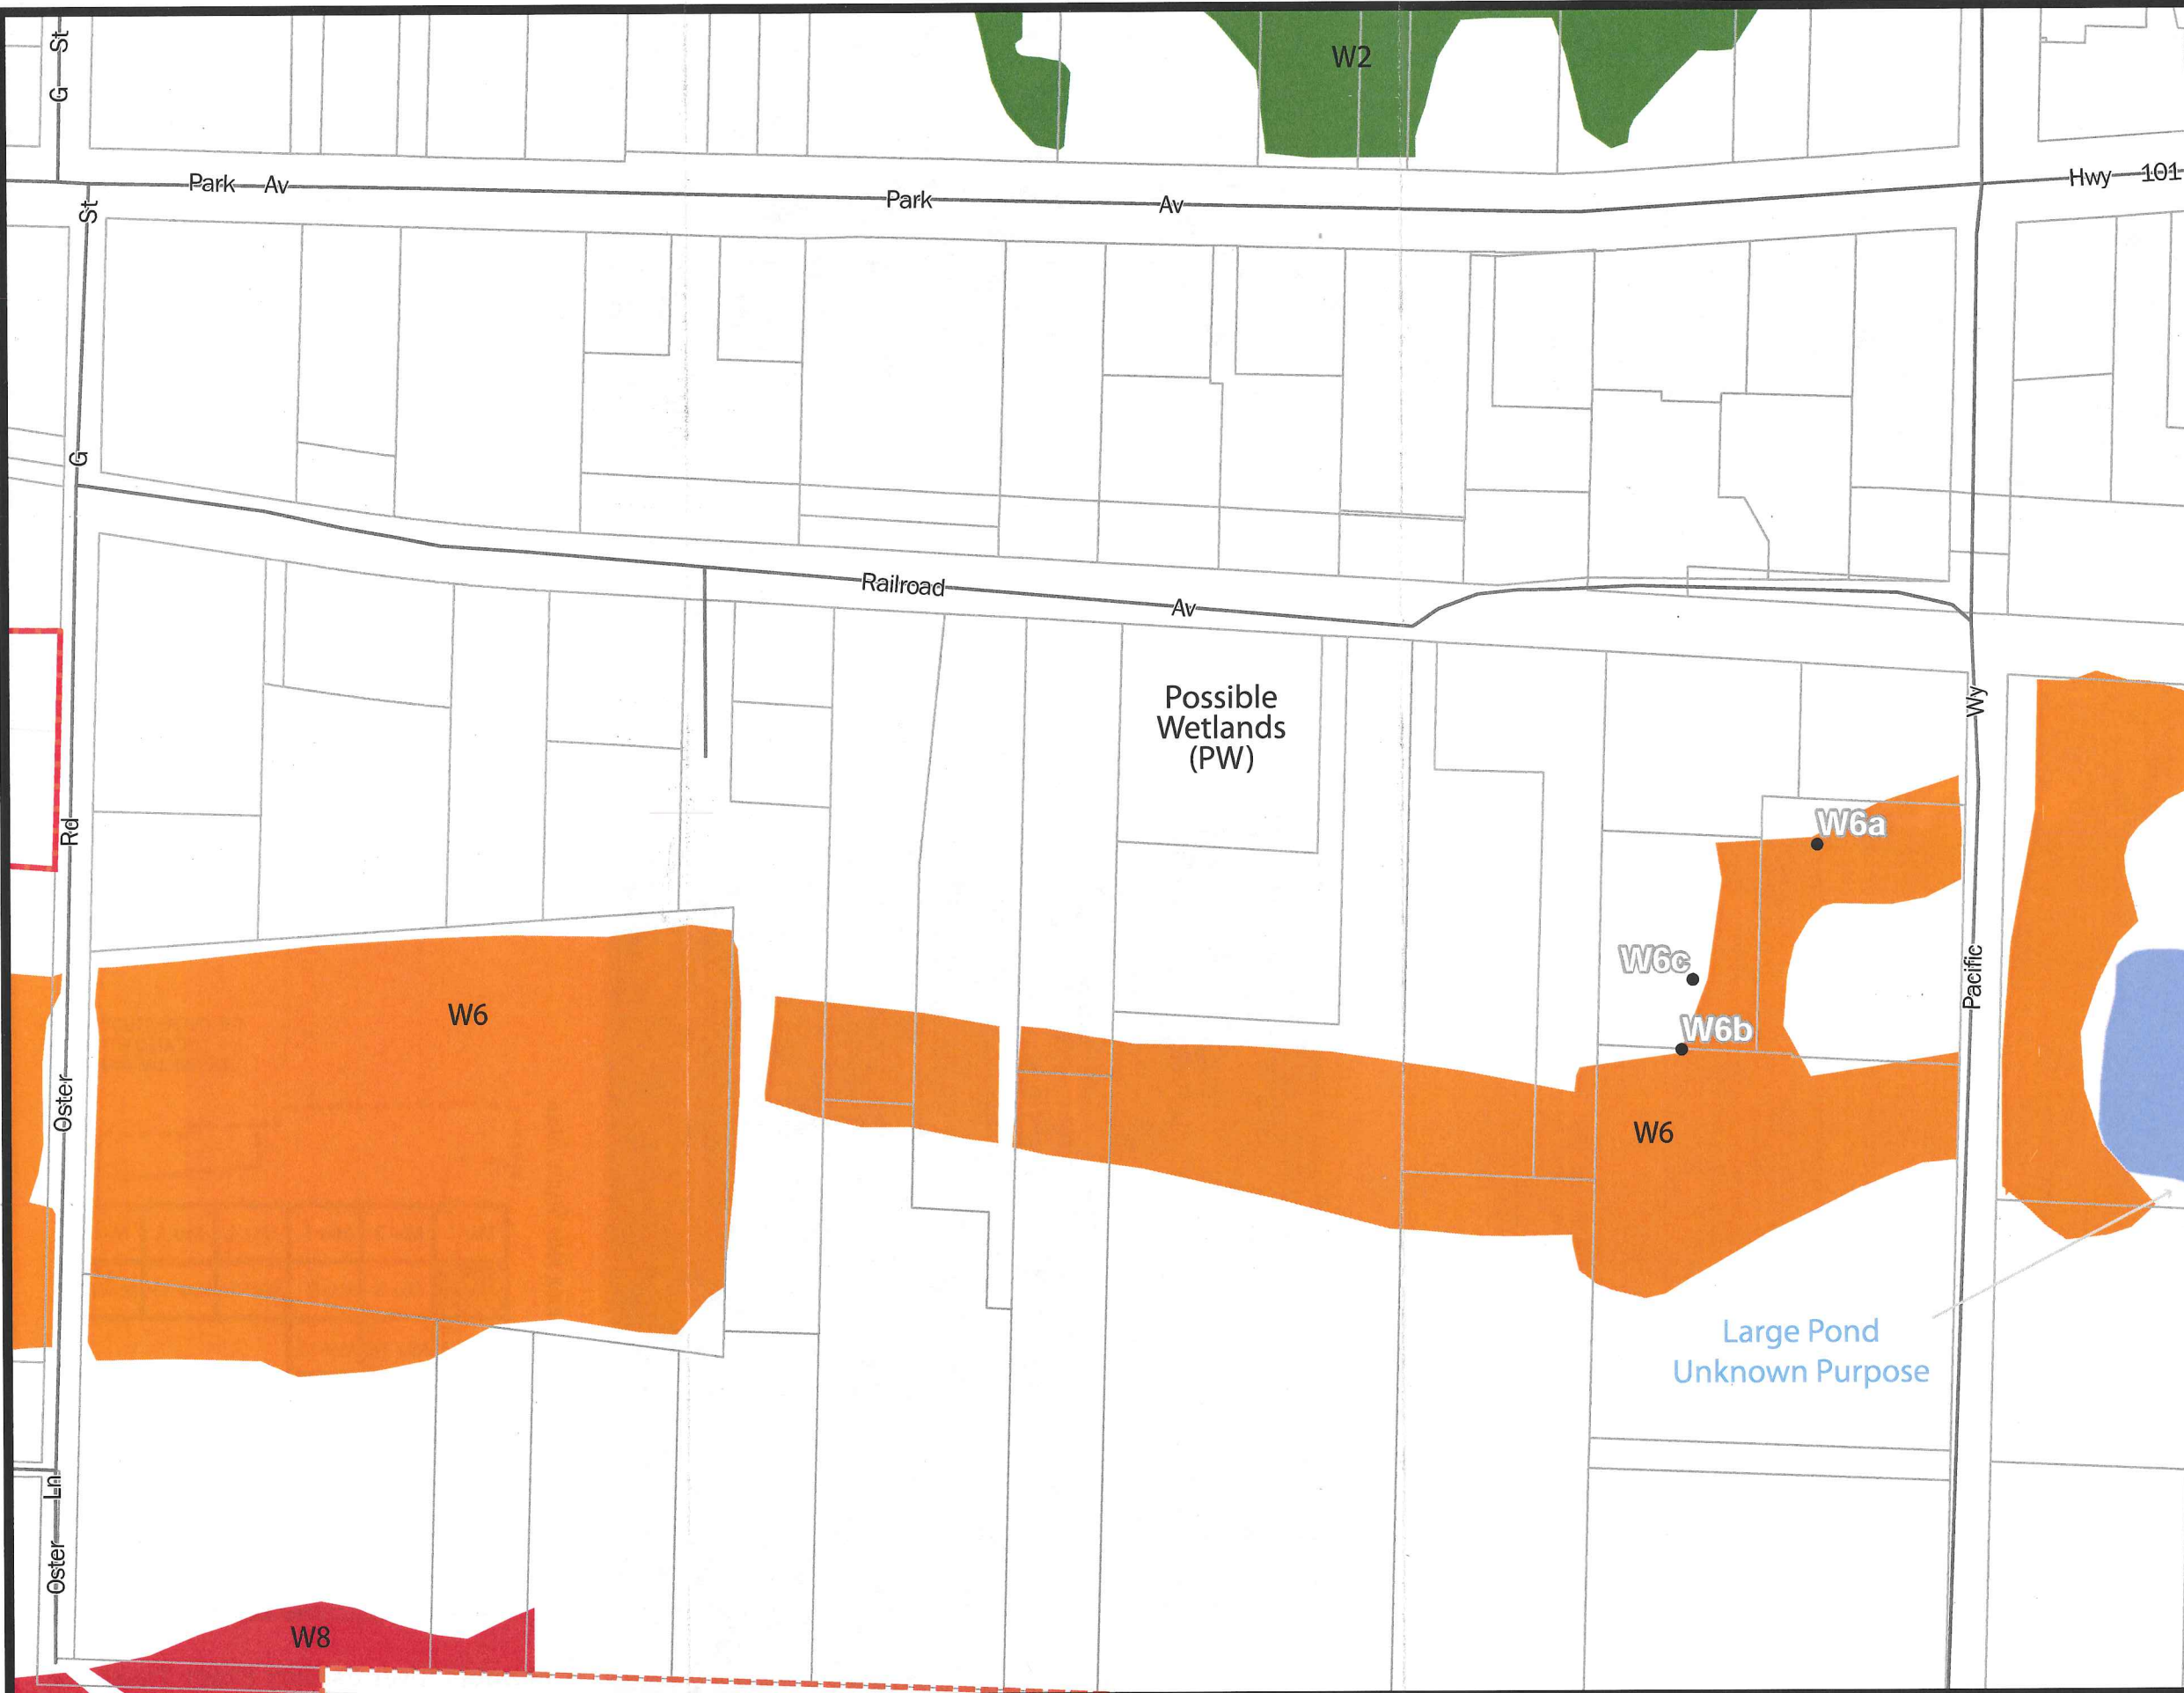 St
G
W2
Park Av
Park
Av
Hwy 101
St
G
Railroad
Av
Possible
Wetlands
(PW)
Wy
W6a
Rd
W6c
Pacific
W6
W6b
Oster
W6
Large Pond
Unknown Purpose
Ln
Oster
W8